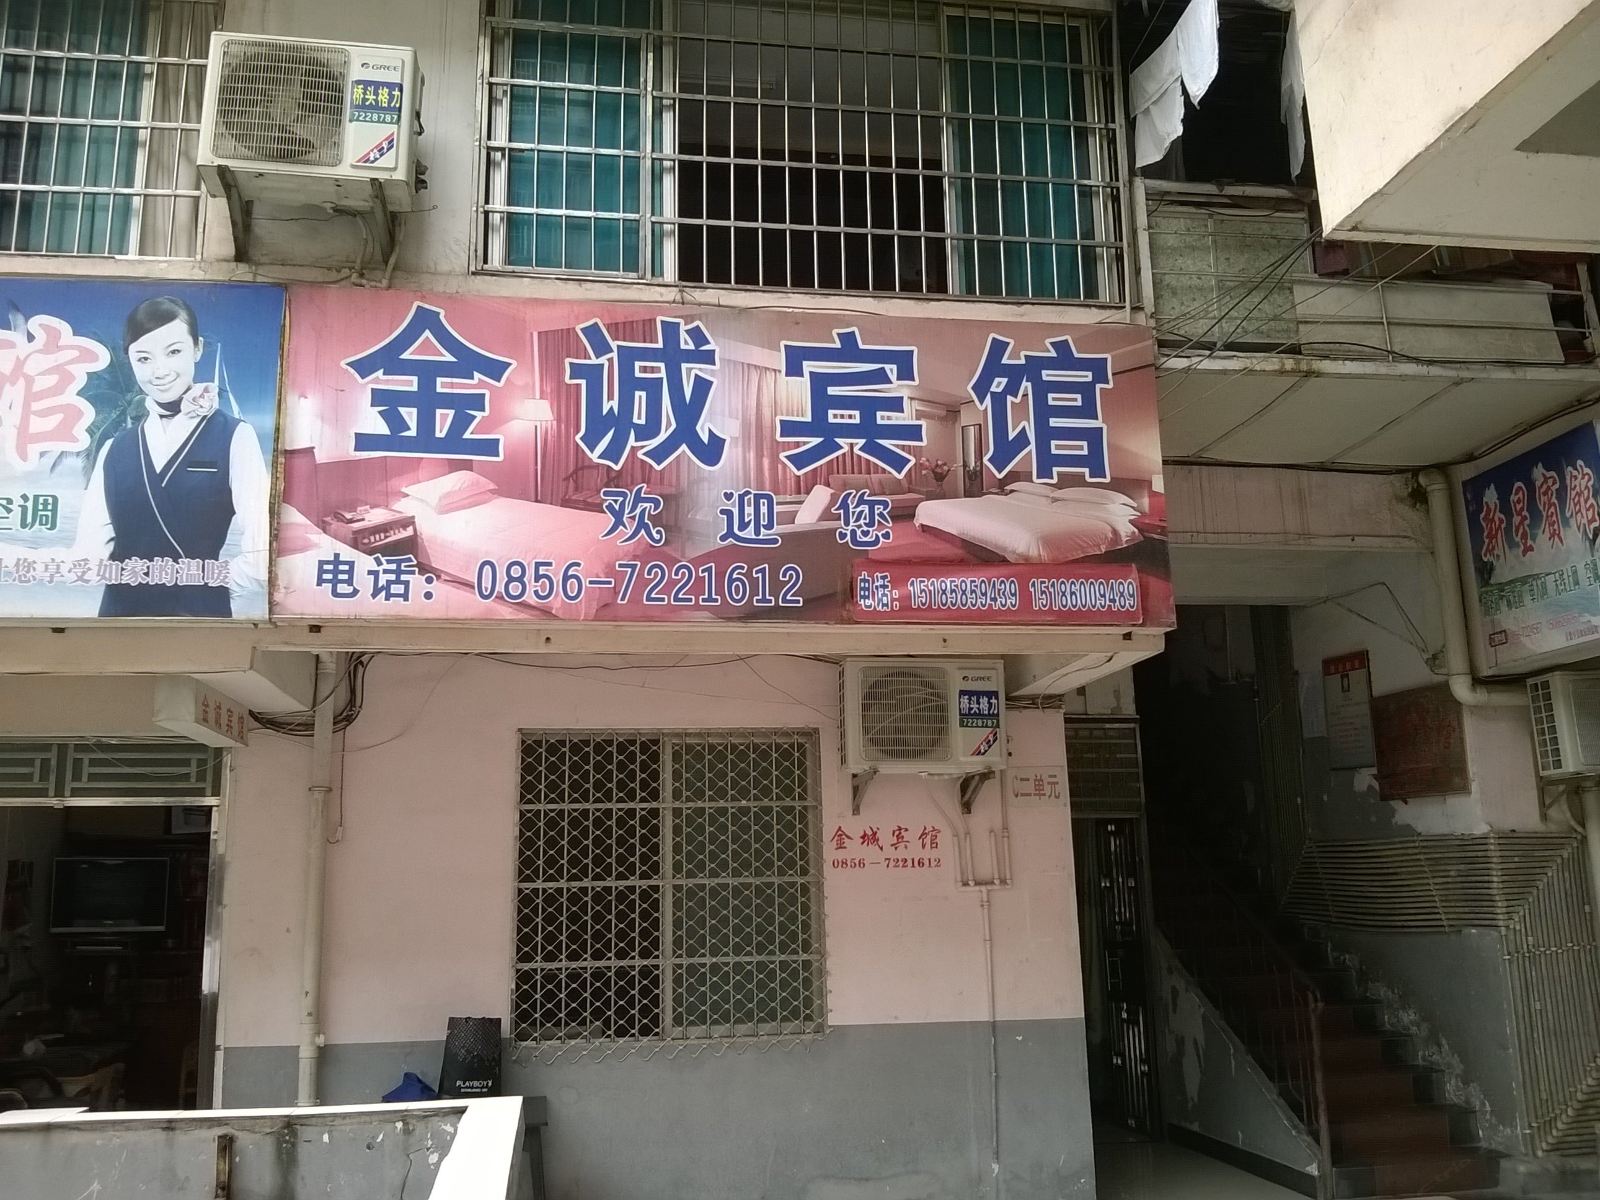 GREE
桥头格力
7228787
馆
空调
让您享受如家的温暖
金诚宾馆
欢迎您
电话：0856-7221612
电话：15185859439 15186009489
新星賓館
金诚宾馆
GREE
桥头格力
7228787
C二单元
金城宾馆
0856-7221612
PLAYBOY